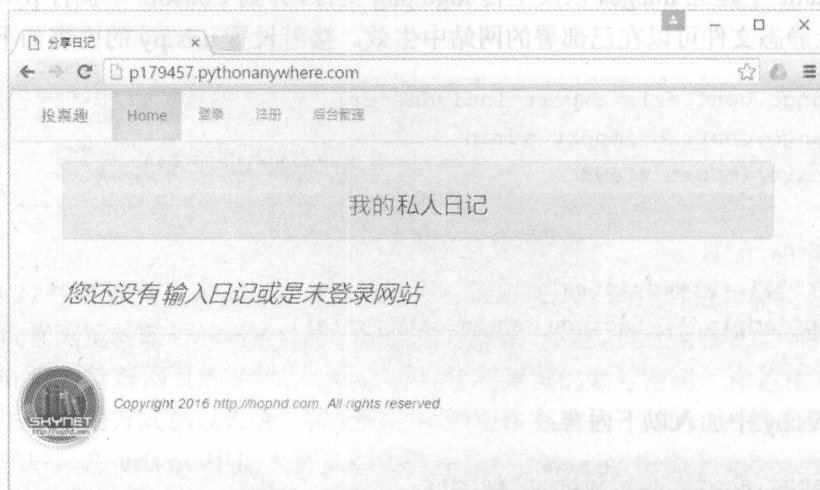 分享日记
p179457.pythonanywhere.com
投票趣 Home 登录 注册 后台管理
我的私人日记
您还没有输入日记或是未登录网站
SKYNET
Copyright 2016 http://hophd.com. All rights reserved.